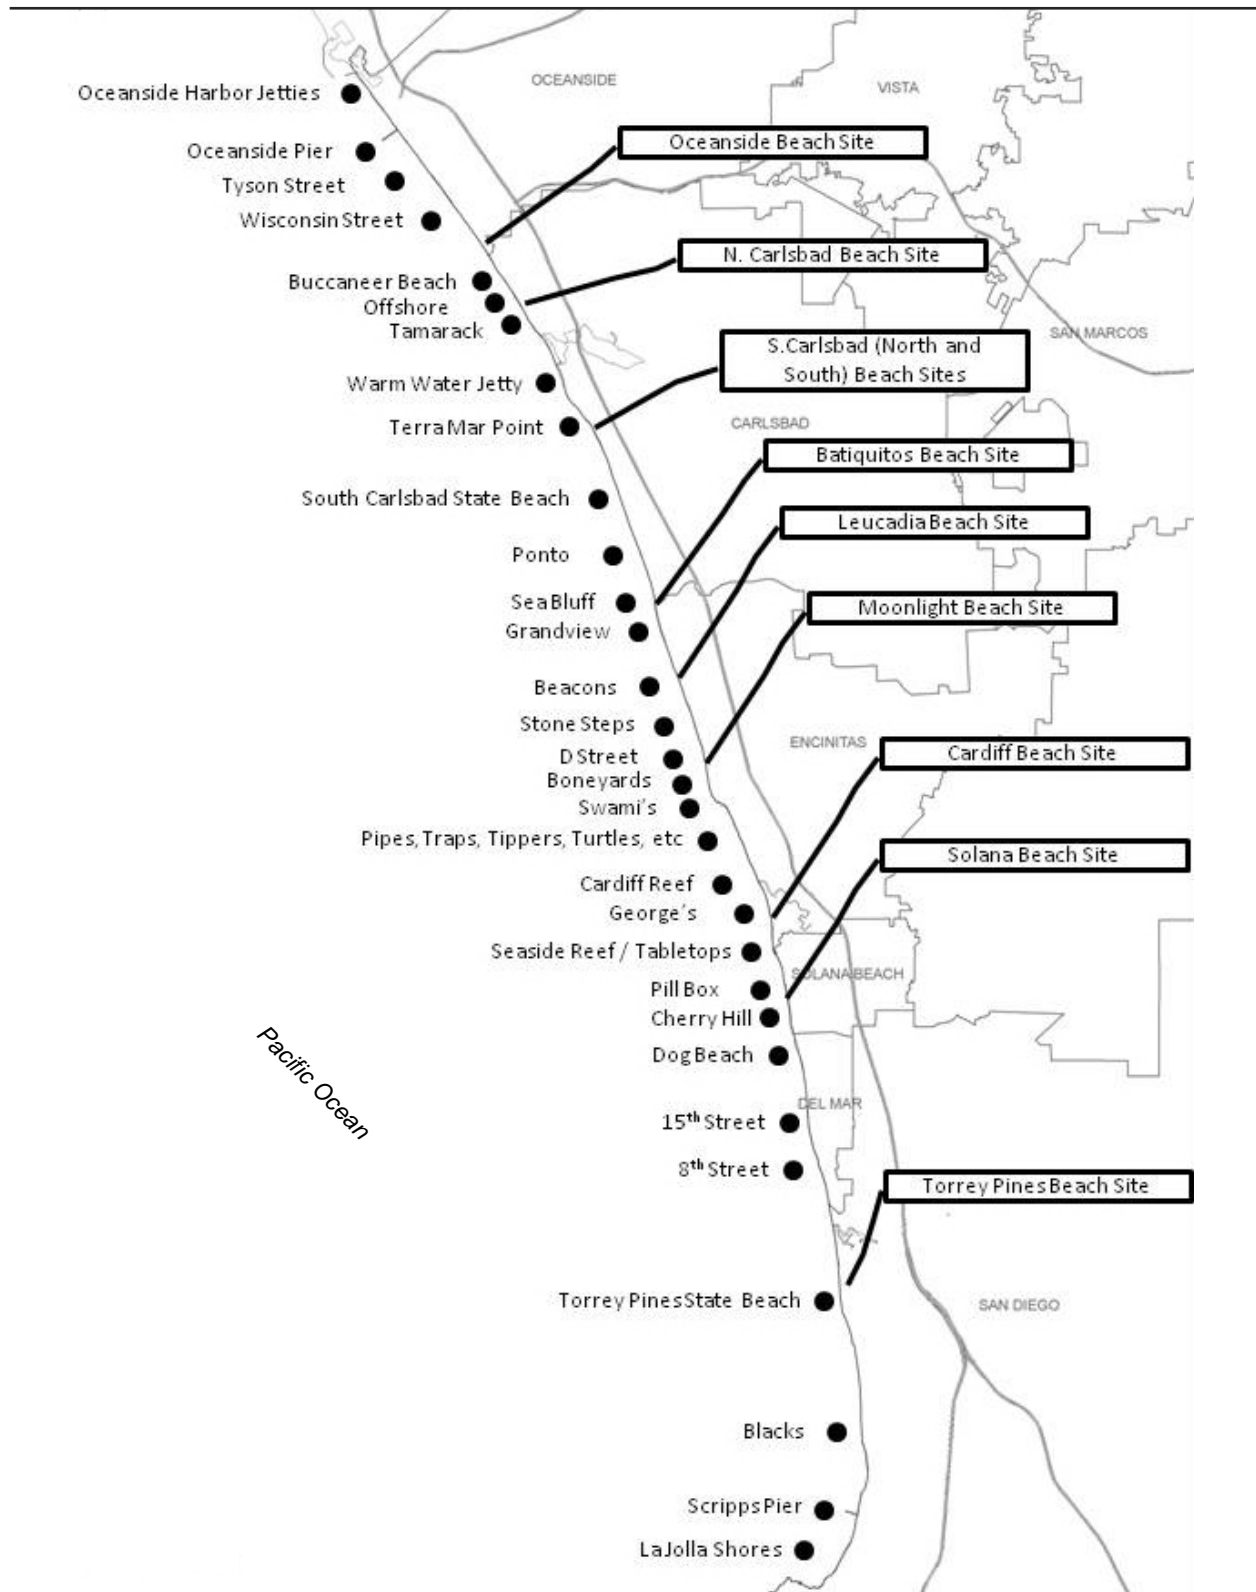 OCEANSIDE
VISTA
Oceanside Harbor Jetties
Oceanside Beach Site
Oceanside Pier
Tyson Street
Wisconsin Street
N. Carlsbad Beach Site
Buccaneer Beach
Offshore
Tamarack
SAN MARCOS
S.Carlsbad (North and
South) Beach Sites
Warm Water Jetty
Terra Mar Point
CARLSBAD
Batiquitos Beach Site
South Carlsbad State Beach
Leucadia Beach Site
Ponto
Sea Bluff
Moonlight Beach Site
Grandview
Beacons
Stone Steps
ENCINITAS
Cardiff Beach Site
D Street
Boneyards
Swami's
Pipes, Traps, Tippers, Turtles, etc
Solana Beach Site
Cardiff Reef
George's
Seaside Reef / Tabletops
SOLANA BEACH
Pill Box
Cherry Hill
Dog Beach
Pacific Ocean
DEL MAR
15th Street
8th Street
Torrey Pines Beach Site
Torrey Pines State Beach
SAN DIEGO
Blacks
Scripps Pier
La Jolla Shores